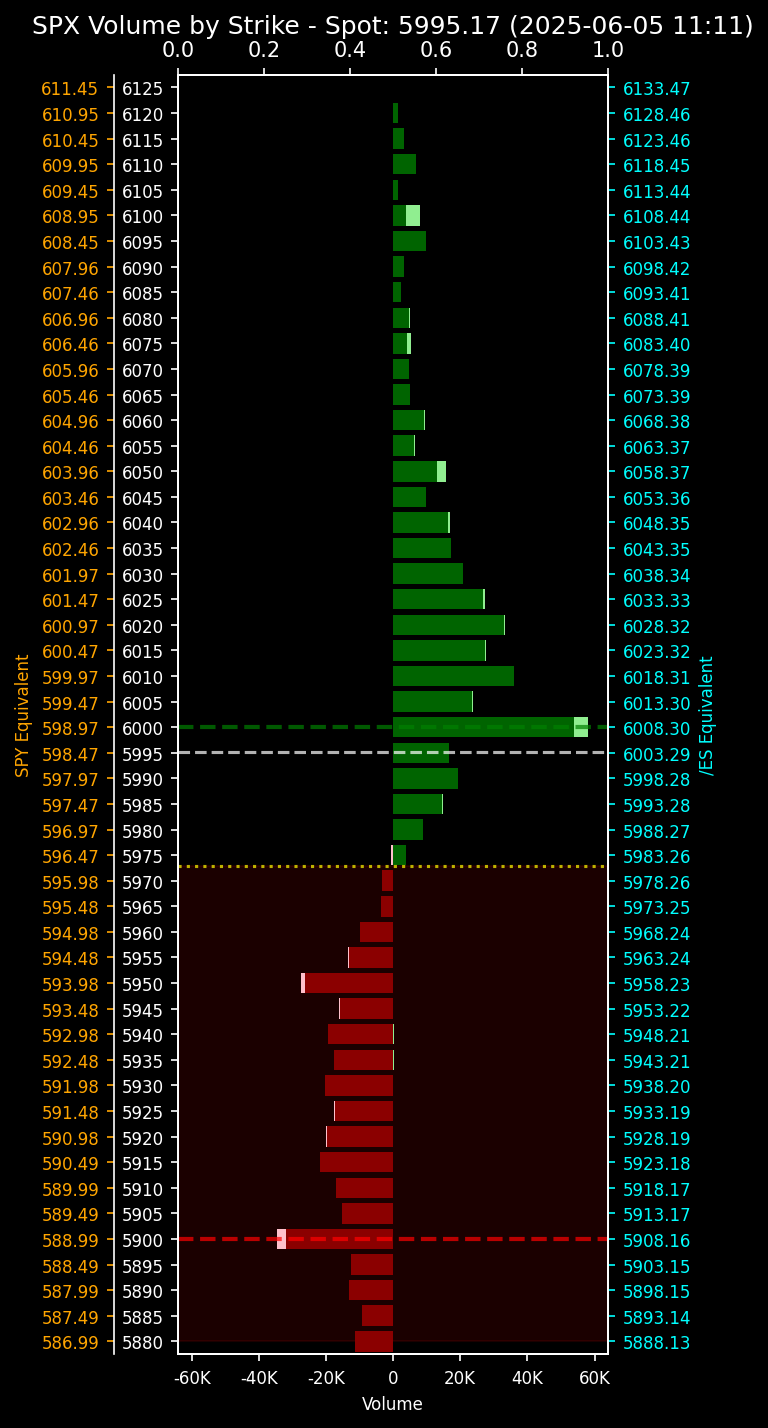 SPX Volume by Strike - Spot: 5995.17 (2025-06-05 11:11)
0.0 0.2 0.4 0.6 0.8 1.0
611.45 6125 6133.47
610.95 6120 6128.46
610.45 6115 6123.46
609.95 6110 6118.45
609.45 6105 6113.44
608.95 6100 6108.44
608.45 6095 6103.43
607.96 6090 6098.42
607.46 6085 6093.41
606.96 6080 6088.41
606.46 6075 6083.40
605.96 6070 6078.39
605.46 6065 6073.39
604.96 6060 6068.38
604.46 6055 6063.37
603.96 6050 6058.37
603.46 6045 6053.36
602.96 6040 6048.35
602.46 6035 6043.35
601.97 6030 6038.34
601.47 6025 6033.33
600.97 6020 6028.32
600.47 6015 6023.32
599.97 6010 6018.31
599.47 6005 6013.30
598.97 6000 6008.30
598.47 5995 6003.29
597.97 5990 5998.28
597.47 5985 5993.28
596.97 5980 5988.27
596.47 5975 5983.26
595.98 5970 5978.26
595.48 5965 5973.25
594.98 5960 5968.24
594.48 5955 5963.24
593.98 5950 5958.23
593.48 5945 5953.22
592.98 5940 5948.21
592.48 5935 5943.21
591.98 5930 5938.20
591.48 5925 5933.19
590.98 5920 5928.19
590.49 5915 5923.18
589.99 5910 5918.17
589.49 5905 5913.17
588.99 5900 5908.16
588.49 5895 5903.15
587.99 5890 5898.15
587.49 5885 5893.14
586.99 5880 5888.13
SPY Equivalent
/ES Equivalent
-60K -40K -20K 0 20K 40K 60K
Volume